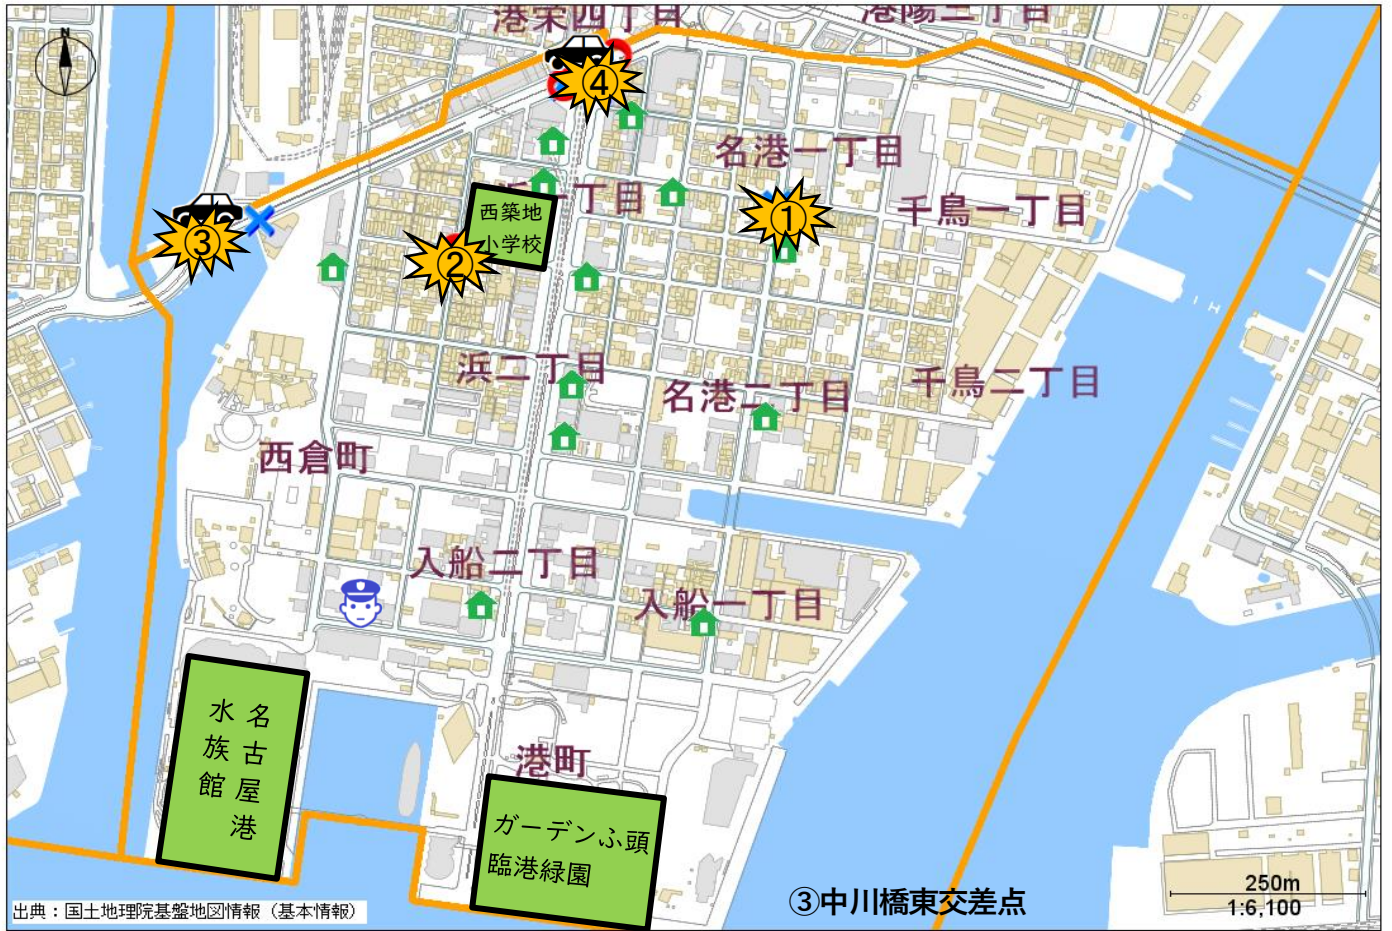 港栄四丁目
港陽三丁目
N
④
名港一丁目
西築地
小学校
丁目
①
千鳥一丁目
③
②
浜二丁目
名港二丁目
千鳥二丁目
西倉町
入船二丁目
入船一丁目
名古屋港
水族館
港町
ガーデンふ頭
臨港緑園
③中川橋東交差点
250m
1:6,100
出典：国土地理院基盤地図情報（基本情報）